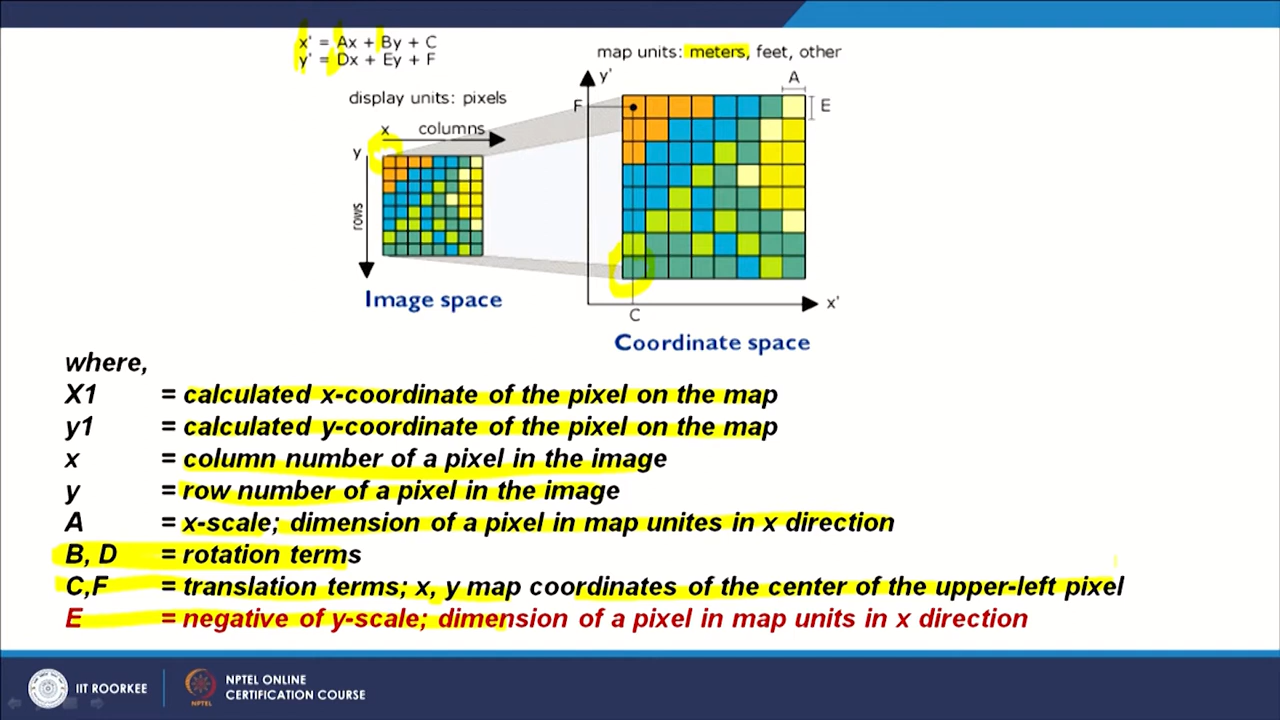 x' = Ax + By + C
y' = Dx + Ey + F
map units: meters, feet, other
display units: pixels
x columns
y
rows
Image space
y'
A
F
E
C
x'
Coordinate space
where,
X1 = calculated x-coordinate of the pixel on the map
y1 = calculated y-coordinate of the pixel on the map
x = column number of a pixel in the image
y = row number of a pixel in the image
A = x-scale; dimension of a pixel in map unites in x direction
B, D = rotation terms
C,F = translation terms; x, y map coordinates of the center of the upper-left pixel
E = negative of y-scale; dimension of a pixel in map units in x direction
IIT ROORKEE
NPTEL
NPTEL ONLINE
CERTIFICATION COURSE